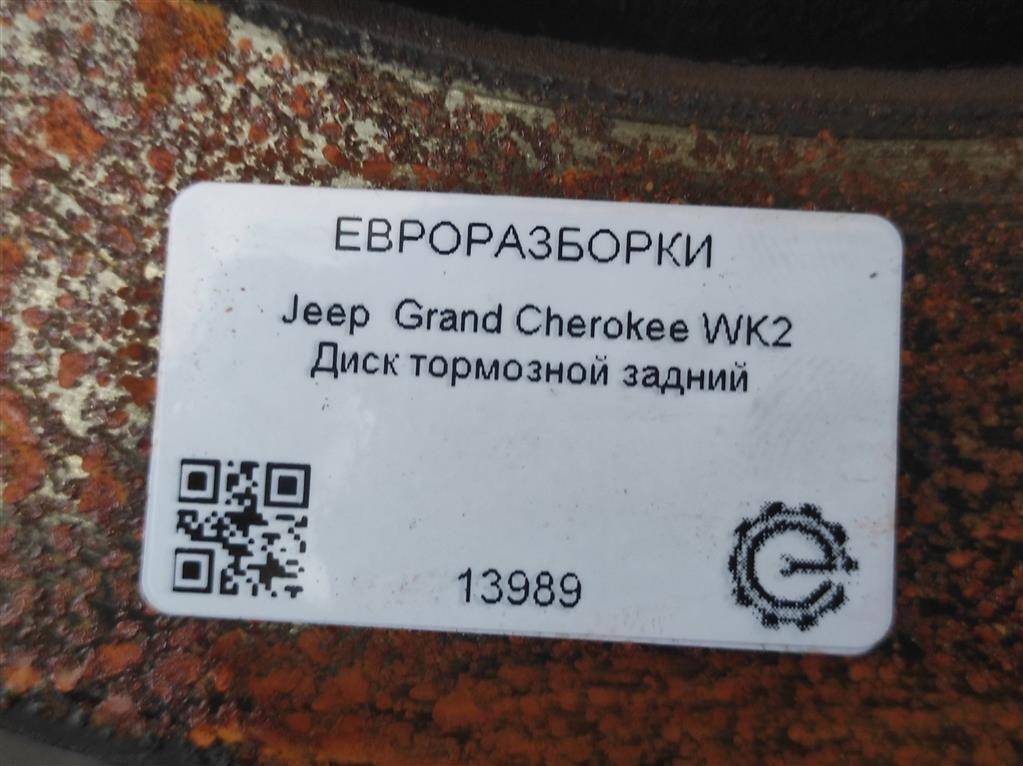 ЕВРОРАЗБОРКИ
Jeep Grand Cherokee WK2
Диск тормозной задний
13989